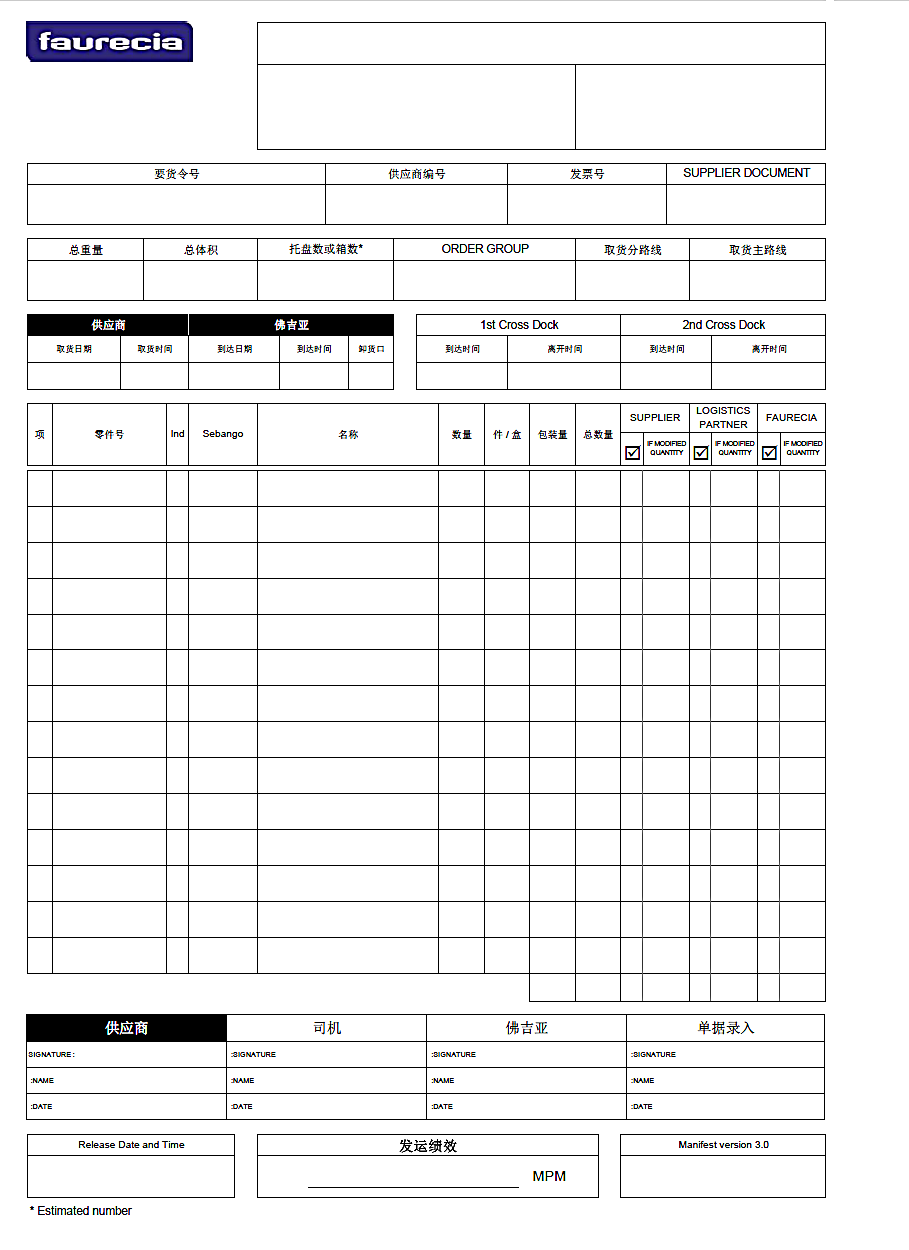 faurecia
要货令号 供应商编号 发票号 SUPPLIER DOCUMENT
总重量 总体积 托盘数或箱数* ORDER GROUP 取货分路线 取货主路线
供应商 佛吉亚 1st Cross Dock 2nd Cross Dock
取货日期 取货时间 到达日期 到达时间 卸货口 到达时间 离开时间 到达时间 离开时间
项 零件号 Ind Sebango 名称 数量 件 / 盒 包装量 总数量 SUPPLIER LOGISTICS PARTNER FAURECIA
IF MODIFIED QUANTITY IF MODIFIED QUANTITY IF MODIFIED QUANTITY
供应商 司机 佛吉亚 单据录入
SIGNATURE: :SIGNATURE :SIGNATURE :SIGNATURE
:NAME :NAME :NAME :NAME
:DATE :DATE :DATE :DATE
Release Date and Time 发运绩效 Manifest version 3.0
MPM
* Estimated number